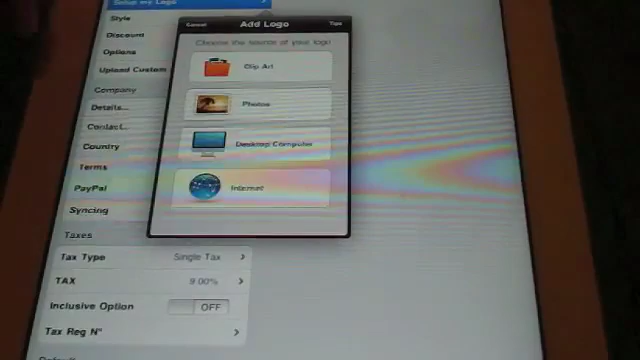 Setup my Logo
Style
Discount
Options
Upload Custom
Company
Details...
Contact...
Country
Terms
PayPal
Syncing
Taxes
Tax Type Single Tax
TAX 9.00%
Inclusive Option OFF
Tax Reg N°
Default
Cancel Add Logo Tips
Choose the source of your logo
Clip Art
Photos
Desktop Computer
Internet